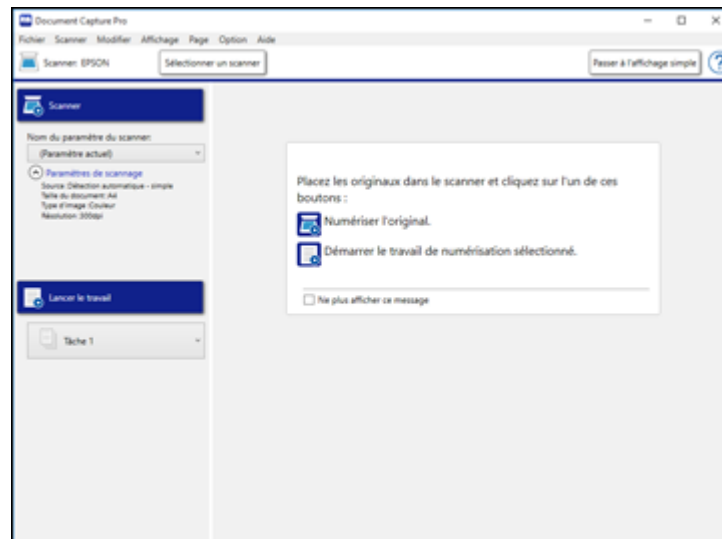 Document Capture Pro
Fichier Scanner Modifier Affichage Page Option Aide
Scanner: EPSON
Sélectionner un scanner
Passer à l'affichage simple
?
Scanner
Nom du paramètre du scanner:
(Paramètre actuel)
Paramètres de scannage
Source: Détection automatique - simple
Taille du document: A4
Type d'image: Couleur
Résolution: 300dpi
Lancer le travail
Tâche 1
Placez les originaux dans le scanner et cliquez sur l'un de ces
boutons :
Numériser l'original.
Démarrer le travail de numérisation sélectionné.
Ne plus afficher ce message